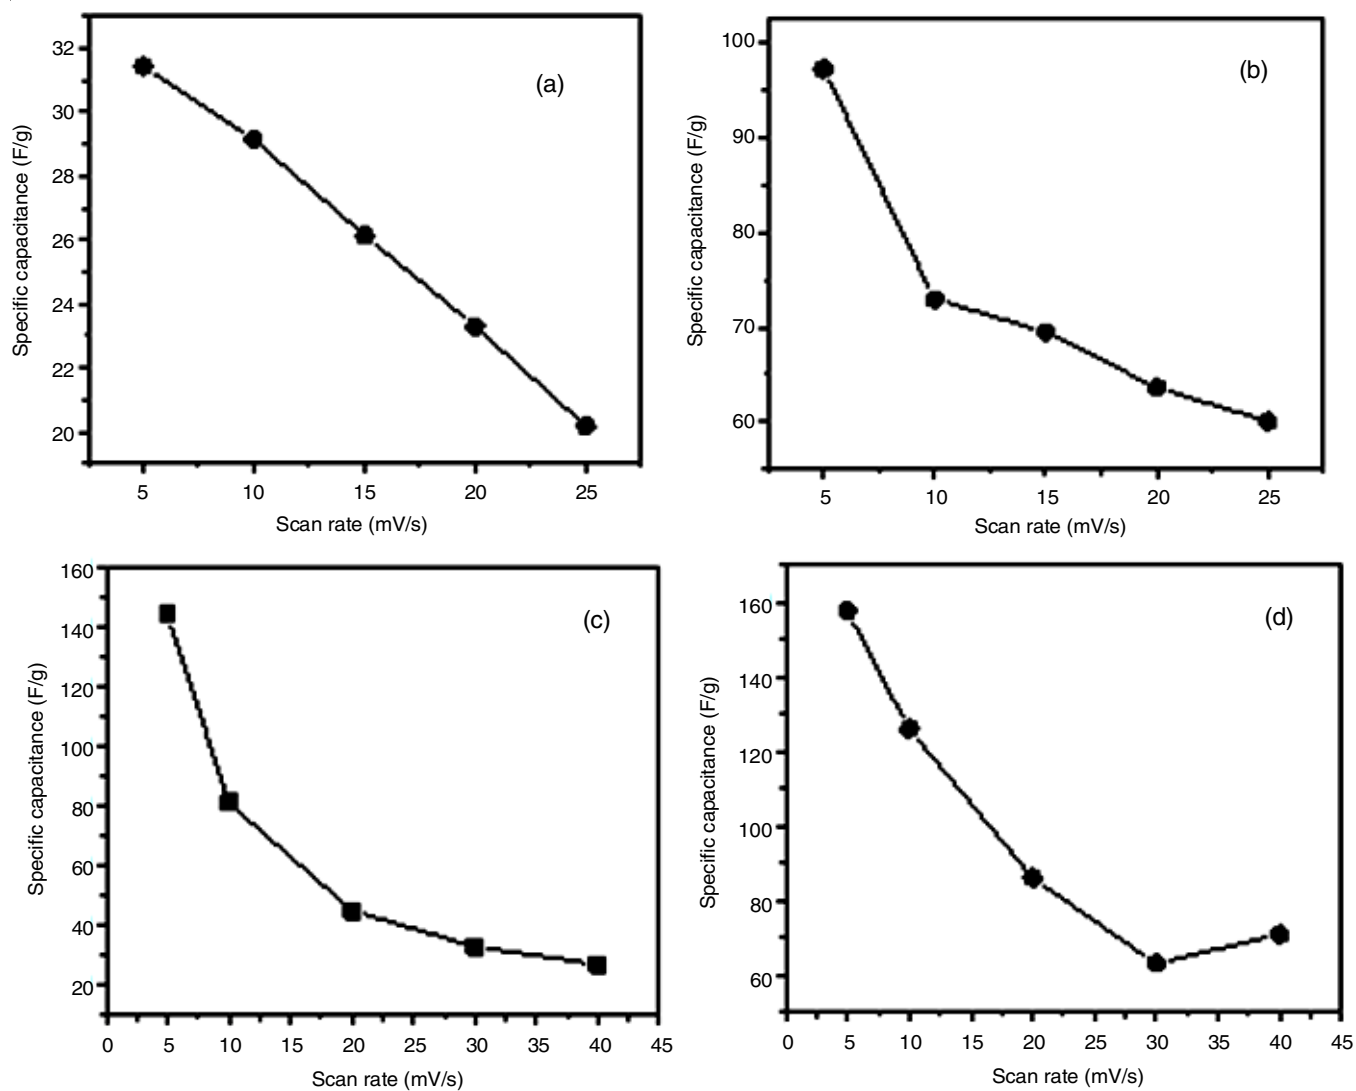 32
30
28
26
24
22
20
Specific capacitance (F/g)
(a)
5 10 15 20 25
Scan rate (mV/s)
100
90
80
70
60
Specific capacitance (F/g)
(b)
5 10 15 20 25
Scan rate (mV/s)
160
140
120
100
80
60
40
20
Specific capacitance (F/g)
(c)
0 5 10 15 20 25 30 35 40 45
Scan rate (mV/s)
160
140
120
100
80
60
Specific capacitance (F/g)
(d)
0 5 10 15 20 25 30 35 40 45
Scan rate (mV/s)